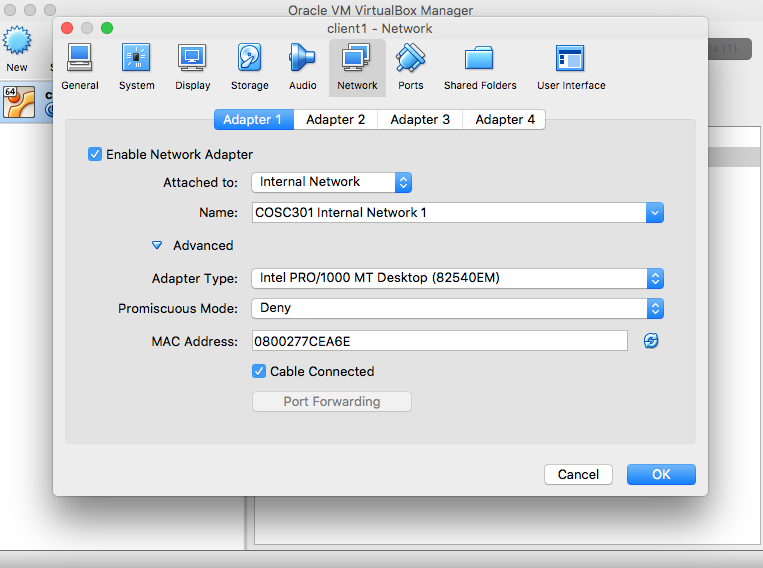 Oracle VM VirtualBox Manager
client1 - Network
New
General
System
Display
Storage
Audio
Network
Ports
Shared Folders
User Interface
(1)
64
Adapter 1
Adapter 2
Adapter 3
Adapter 4
Enable Network Adapter
Attached to: Internal Network
Name: COSC301 Internal Network 1
Advanced
Adapter Type: Intel PRO/1000 MT Desktop (82540EM)
Promiscuous Mode: Deny
MAC Address: 0800277CEA6E
Cable Connected
Port Forwarding
Cancel
OK